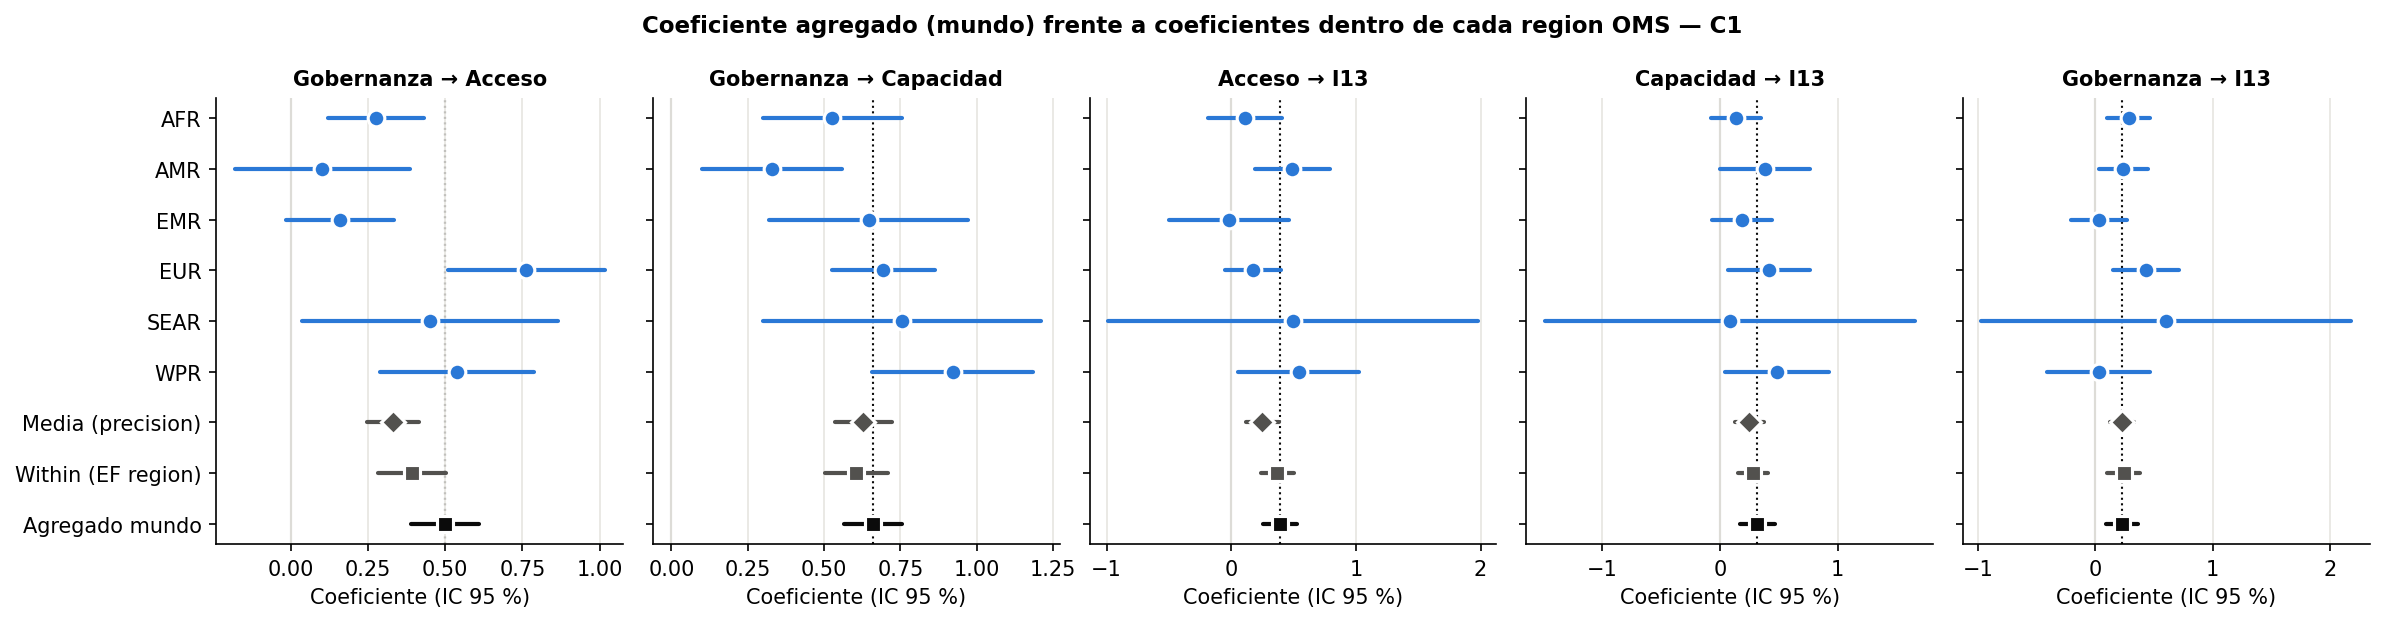 Coeficiente agregado (mundo) frente a coeficientes dentro de cada region OMS — C1
Gobernanza → Acceso
Gobernanza → Capacidad
Acceso → I13
Capacidad → I13
Gobernanza → I13
AFR
AMR
EMR
EUR
SEAR
WPR
Media (precision)
Within (EF region)
Agregado mundo
0.00 0.25 0.50 0.75 1.00
0.00 0.25 0.50 0.75 1.00 1.25
−1 0 1 2
−1 0 1
−1 0 1 2
Coeficiente (IC 95 %)
Coeficiente (IC 95 %)
Coeficiente (IC 95 %)
Coeficiente (IC 95 %)
Coeficiente (IC 95 %)